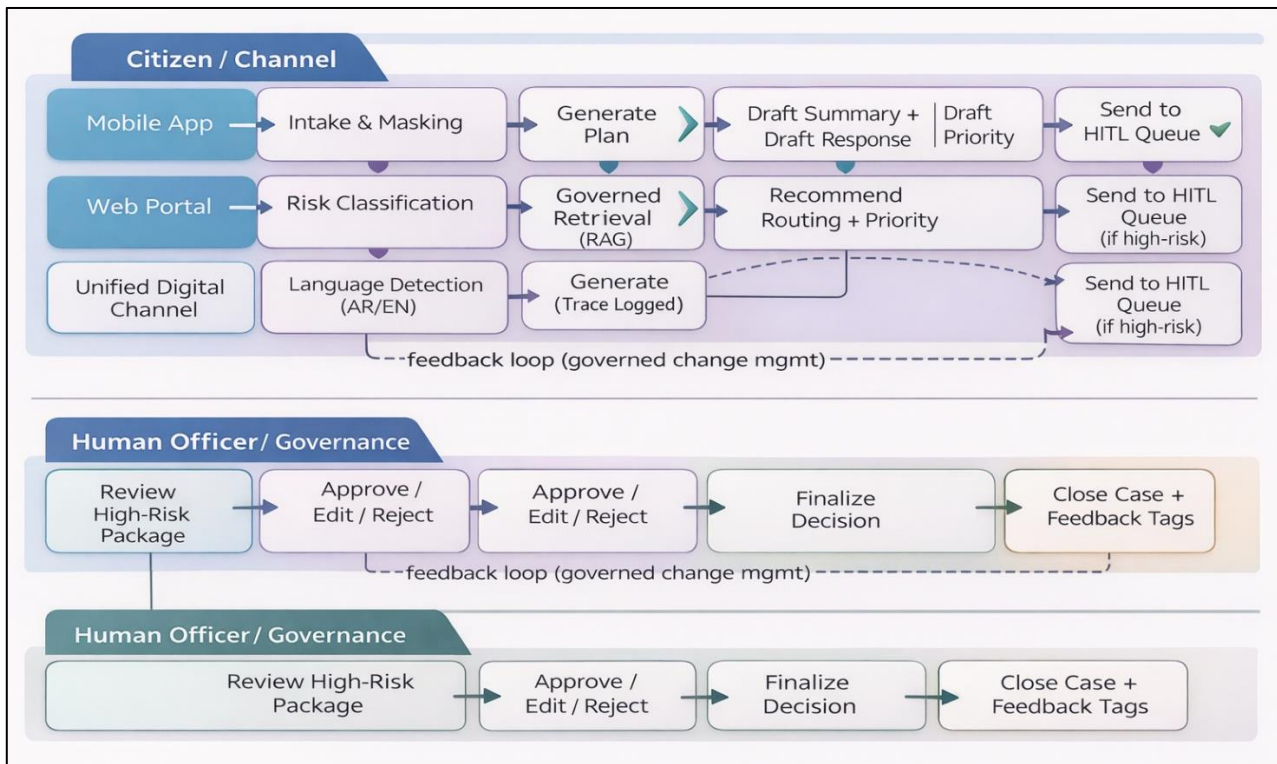 Citizen / Channel
Mobile App
Intake & Masking
Generate
Plan
Draft Summary +
Draft Response
Draft
Priority
Send to
HITL Queue
Web Portal
Risk Classification
Governed
Retrieval
(RAG)
Recommend
Routing + Priority
Send to HITL
Queue
(if high-risk)
Unified Digital
Channel
Language Detection
(AR/EN)
Generate
(Trace Logged)
Send to HITL
Queue
(if high-risk)
feedback loop (governed change mgmt)
Human Officer / Governance
Review
High-Risk
Package
Approve /
Edit / Reject
Approve /
Edit / Reject
Finalize
Decision
Close Case +
Feedback Tags
feedback loop (governed change mgmt)
Human Officer / Governance
Review High-Risk
Package
Approve /
Edit / Reject
Finalize
Decision
Close Case +
Feedback Tags